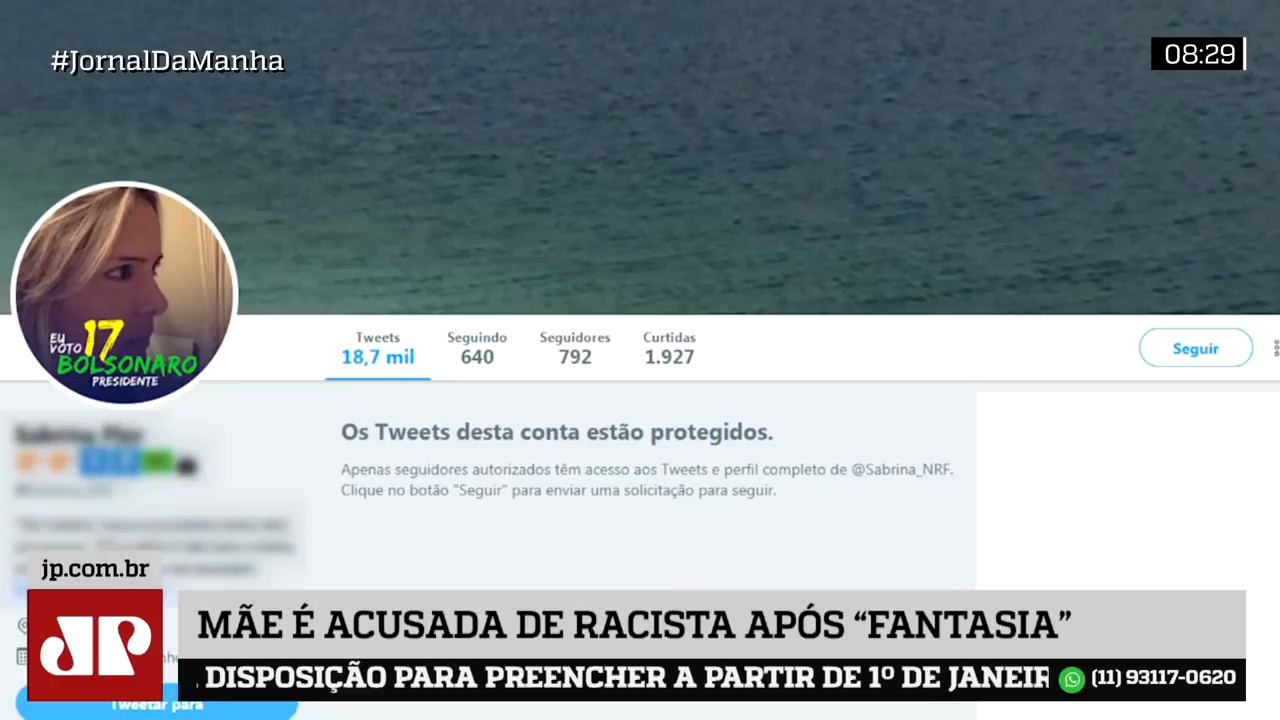 #JornalDaManha
08:29
EU VOTO 17
BOLSONARO
PRESIDENTE
Tweets Seguindo Seguidores Curtidas
18,7 mil 640 792 1.927
Seguir
Os Tweets desta conta estão protegidos.
Apenas seguidores autorizados têm acesso aos Tweets e perfil completo de @Sabrina_NRF.
Clique no botão "Seguir" para enviar uma solicitação para seguir.
jp.com.br
JP
MÃE É ACUSADA DE RACISTA APÓS “FANTASIA”
. DISPOSIÇÃO PARA PREENCHER A PARTIR DE 1º DE JANEIR
(11) 93117-0620
Tweetar para